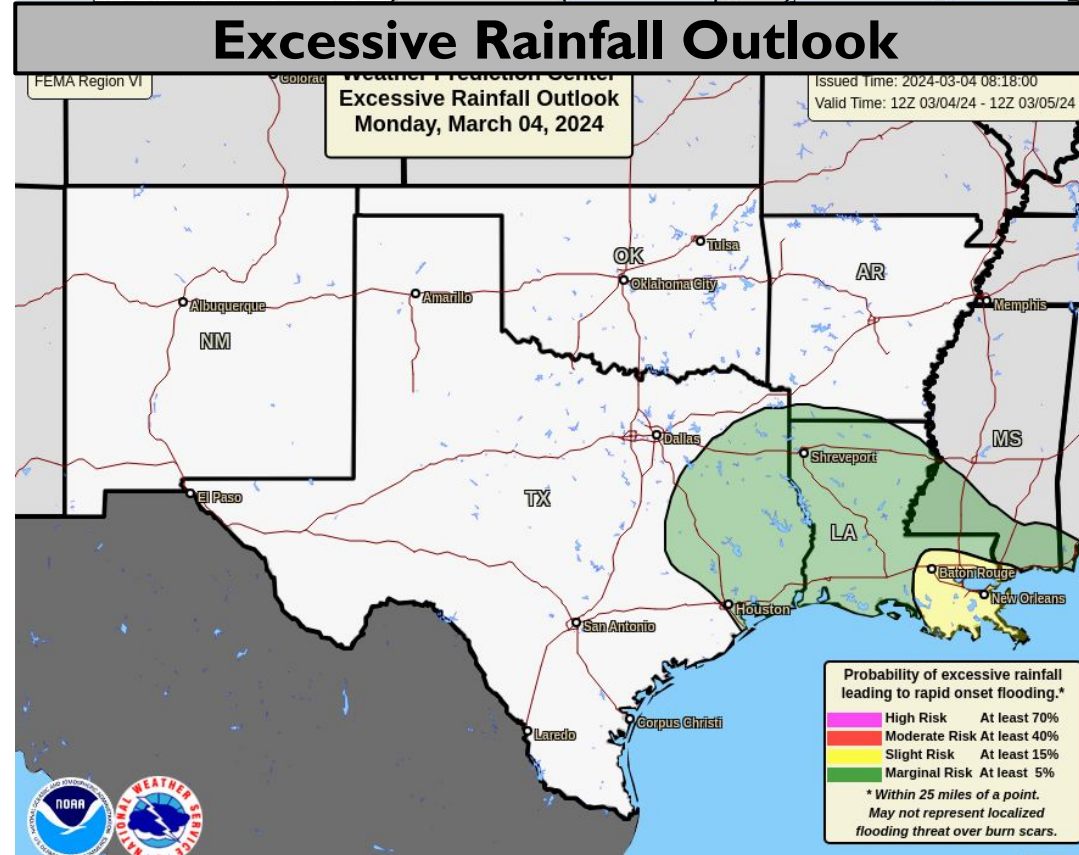 Excessive Rainfall Outlook
FEMA Region VI
Weather Prediction Center
Excessive Rainfall Outlook
Monday, March 04, 2024
Issued Time: 2024-03-04 08:18:00
Valid Time: 12Z 03/04/24 - 12Z 03/05/24
Tulsa
OK
Oklahoma City
AR
Albuquerque
Amarillo
Memphis
NM
Dallas
MS
Shreveport
El Paso
TX
LA
Baton Rouge
New Orleans
Houston
San Antonio
Corpus Christi
Laredo
Probability of excessive rainfall
leading to rapid onset flooding.*
High Risk At least 70%
Moderate Risk At least 40%
Slight Risk At least 15%
Marginal Risk At least 5%
* Within 25 miles of a point.
May not represent localized
flooding threat over burn scars.
NOAA
NATIONAL WEATHER SERVICE